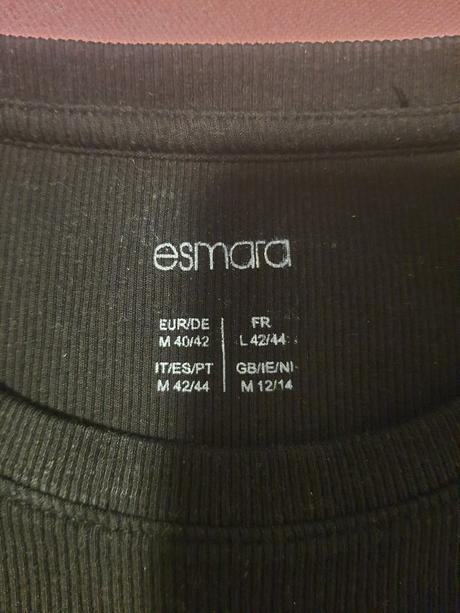 esmara
EUR/DE
M 40/42
FR
L 42/44
IT/ES/PT
M 42/44
GB/IE/NI
M 12/14